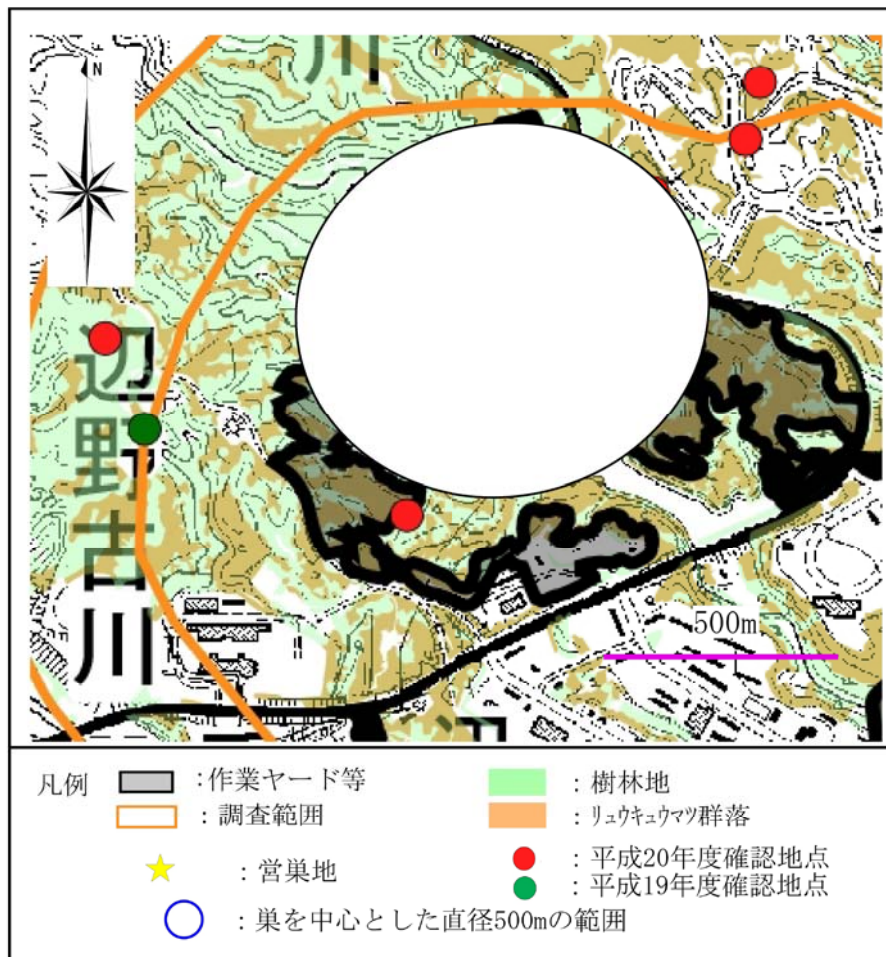 川
N
辺野古川
500m
凡例
:作業ヤード等
:樹林地
:調査範囲
:リュウキュウマツ群落
:営巣地
:平成20年度確認地点
:平成19年度確認地点
:巣を中心とした直径500mの範囲